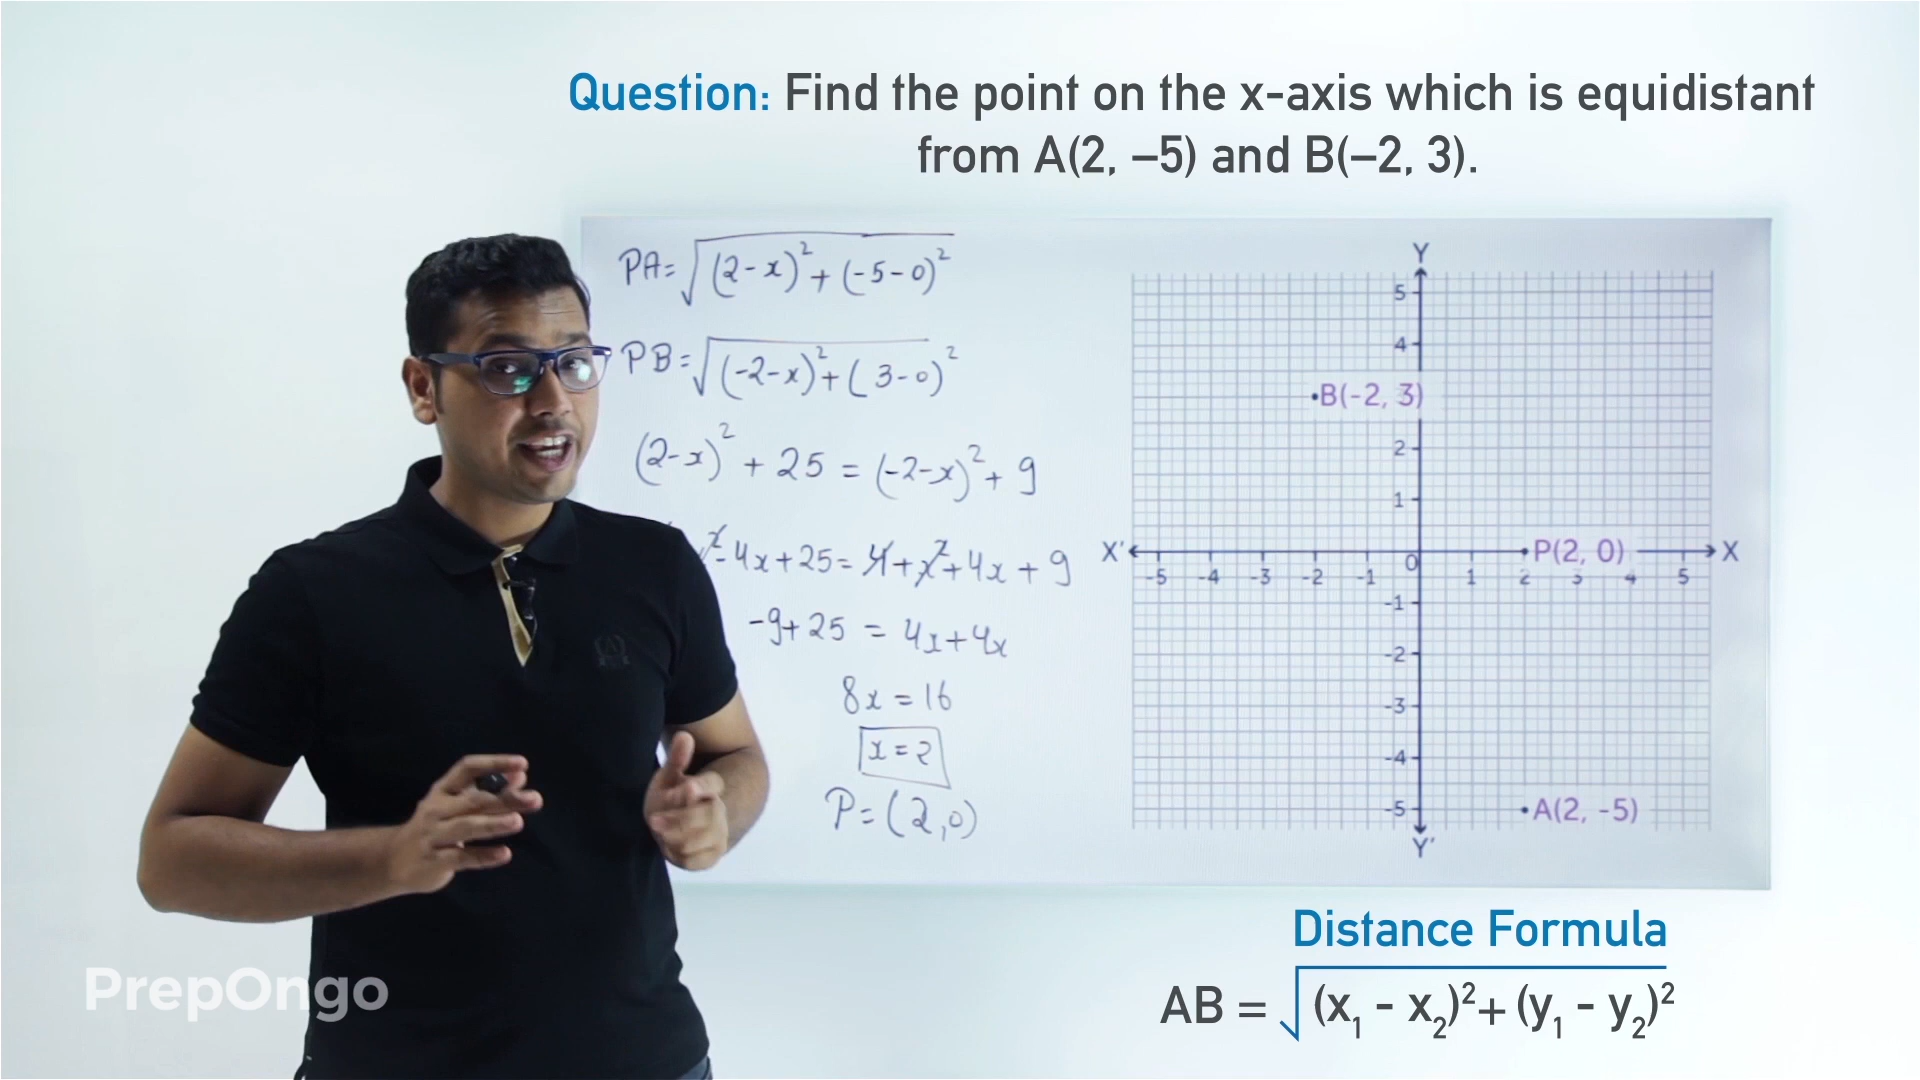 Question: Find the point on the x-axis which is equidistant
from A(2, –5) and B(–2, 3).
PA = √(2-x)² + (-5-0)²
PB = √(-2-x)² + (3-0)²
(2-x)² + 25 = (-2-x)² + 9
² - 4x + 25 = 4 + x² + 4x + 9
-9 + 25 = 4x + 4x
8x = 16
x = 2
P = (2, 0)
Y
5
4
B(-2, 3)
2
1
X' P(2, 0) X
0
-5 -4 -3 -2 -1 1 2 3 4 5
-1
-2
-3
-4
-5 A(2, -5)
Y'
Distance Formula
AB = √(x₁ - x₂)² + (y₁ - y₂)²
PrepOngo